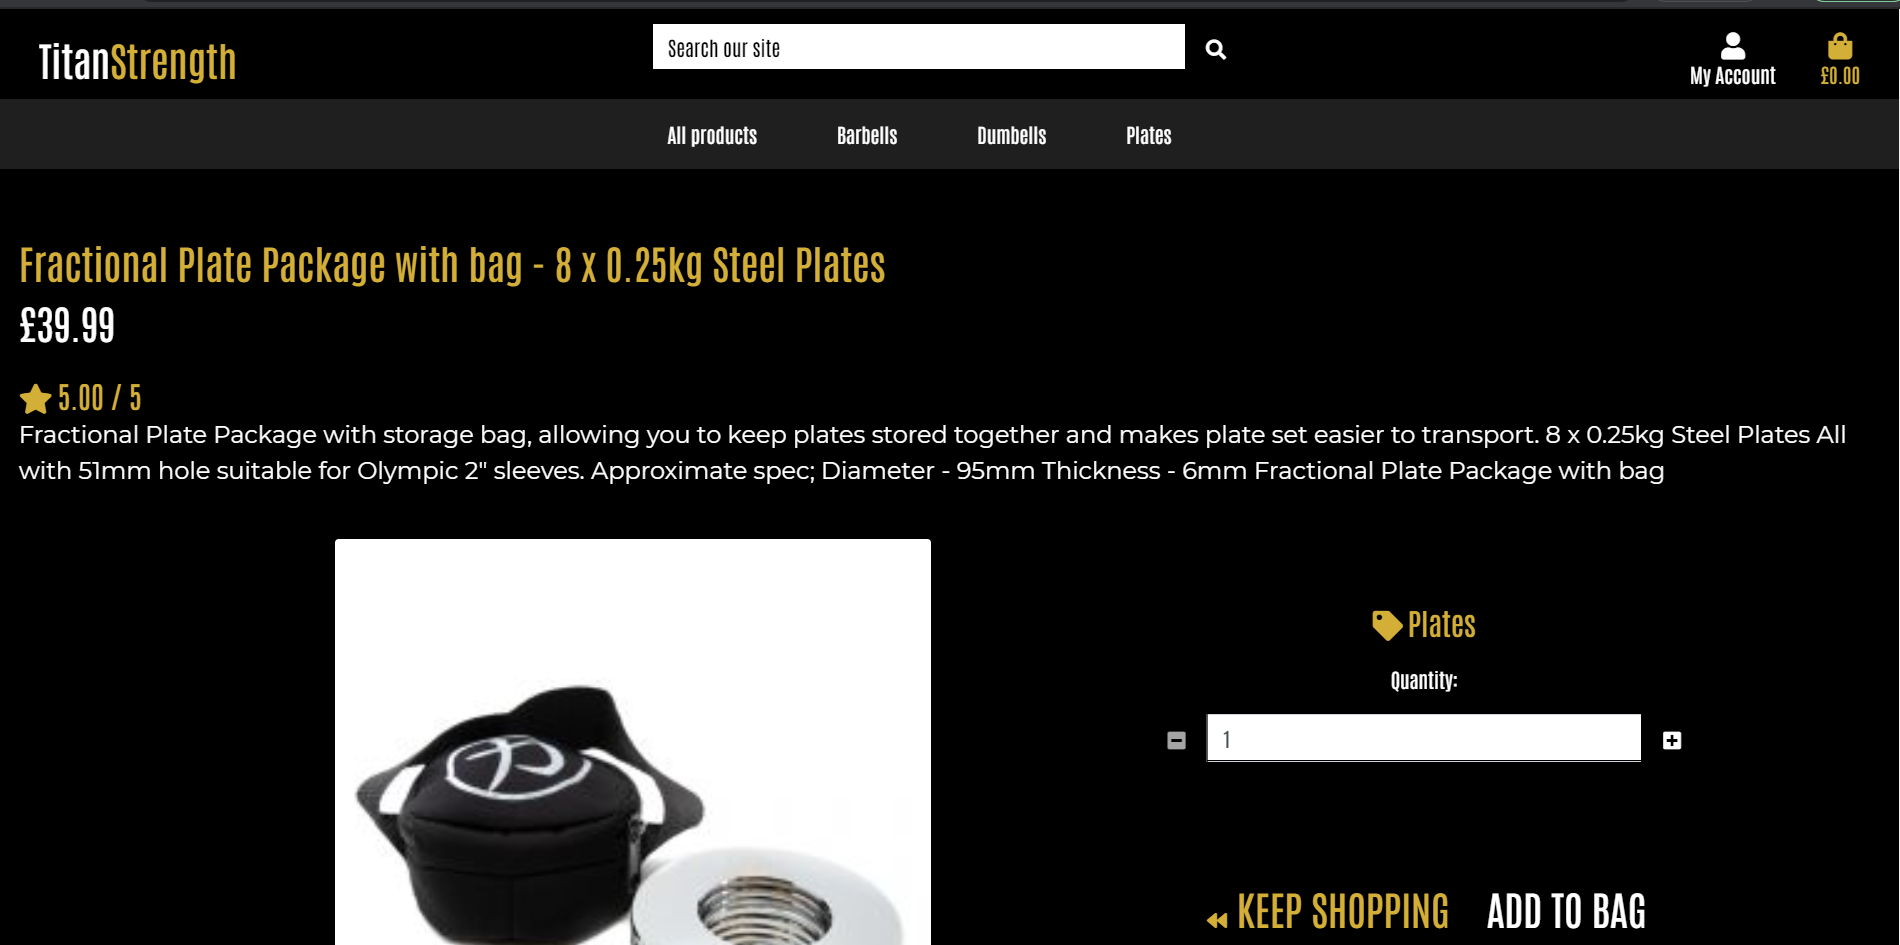 TitanStrength
Search our site
My Account
£0.00
All products
Barbells
Dumbells
Plates
Fractional Plate Package with bag - 8 x 0.25kg Steel Plates
£39.99
5.00 / 5
Fractional Plate Package with storage bag, allowing you to keep plates stored together and makes plate set easier to transport. 8 x 0.25kg Steel Plates All
with 51mm hole suitable for Olympic 2" sleeves. Approximate spec; Diameter - 95mm Thickness - 6mm Fractional Plate Package with bag
Plates
Quantity:
1
KEEP SHOPPING
ADD TO BAG